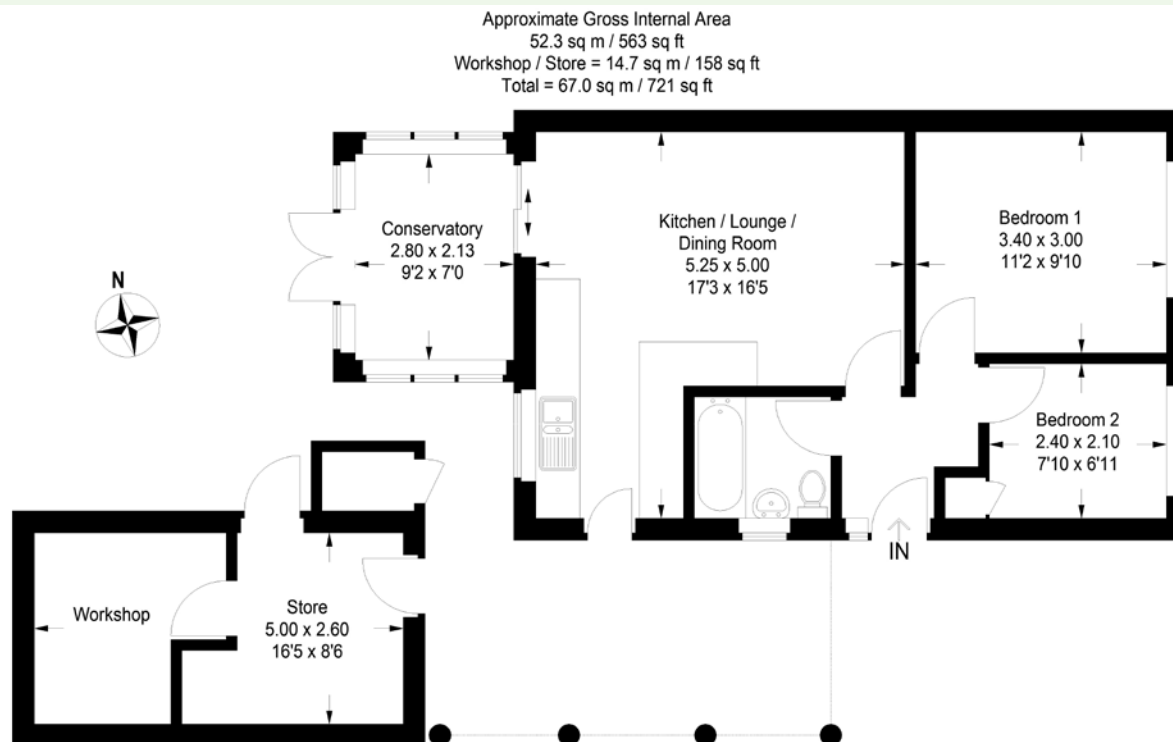 Approximate Gross Internal Area
52.3 sq m / 563 sq ft
Workshop / Store = 14.7 sq m / 158 sq ft
Total = 67.0 sq m / 721 sq ft
N
Conservatory
2.80 x 2.13
9'2 x 7'0
Kitchen / Lounge /
Dining Room
5.25 x 5.00
17'3 x 16'5
Bedroom 1
3.40 x 3.00
11'2 x 9'10
Bedroom 2
2.40 x 2.10
7'10 x 6'11
IN
Workshop
Store
5.00 x 2.60
16'5 x 8'6